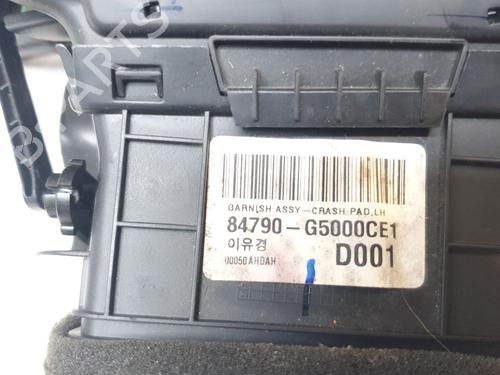 GARNISH ASSY-CRASH PAD,LH
84790-G5000CE1
이유경 D001
00050AHDAH